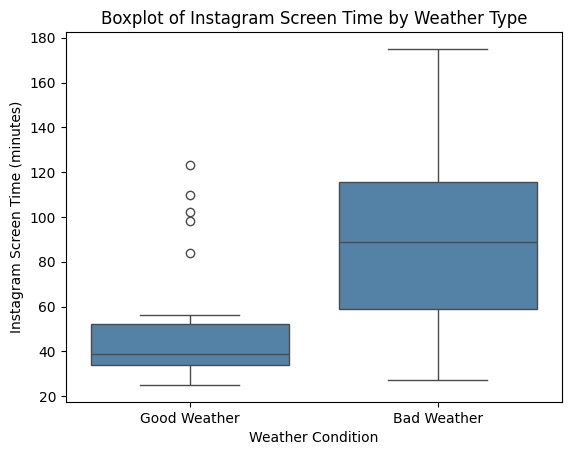 Boxplot of Instagram Screen Time by Weather Type
Instagram Screen Time (minutes)
180
160
140
120
100
80
60
40
20
Good Weather
Bad Weather
Weather Condition